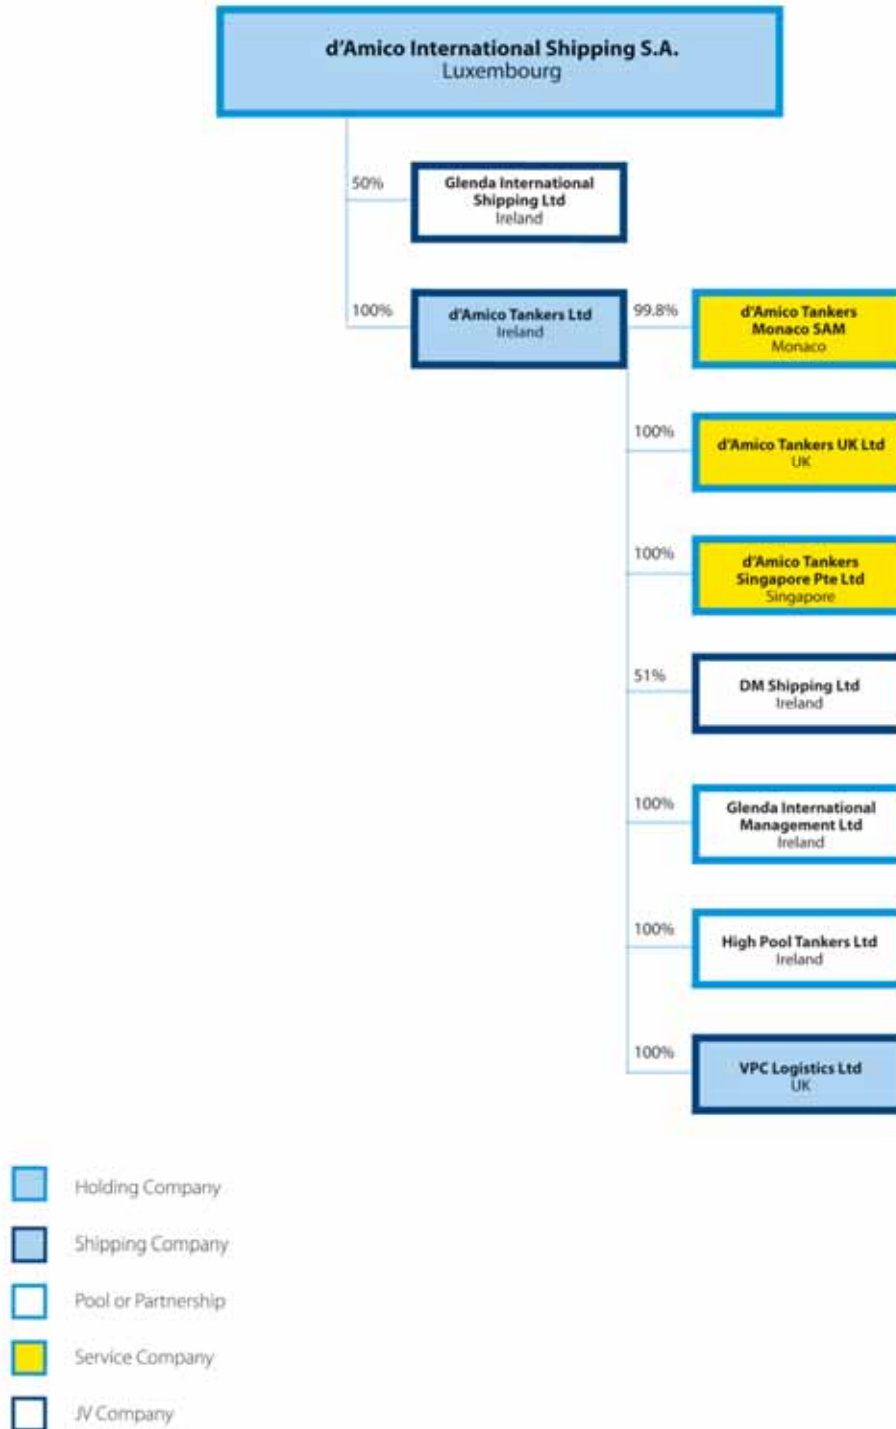 d'Amico International Shipping S.A.
Luxembourg
50%
Glenda International
Shipping Ltd
Ireland
100%
d'Amico Tankers Ltd
Ireland
99.8%
d'Amico Tankers
Monaco SAM
Monaco
100%
d'Amico Tankers UK Ltd
UK
100%
d'Amico Tankers
Singapore Pte Ltd
Singapore
51%
DM Shipping Ltd
Ireland
100%
Glenda International
Management Ltd
Ireland
100%
High Pool Tankers Ltd
Ireland
100%
VPC Logistics Ltd
UK
Holding Company
Shipping Company
Pool or Partnership
Service Company
JV Company